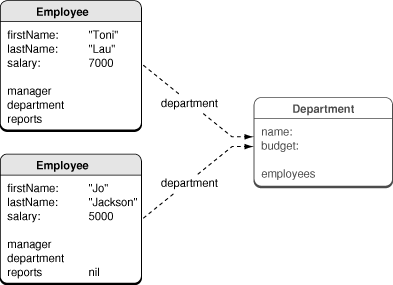 Employee
firstName: "Toni"
lastName: "Lau"
salary: 7000
manager
department
reports
department
Department
name:
budget:
employees
Employee
firstName: "Jo"
lastName: "Jackson"
salary: 5000
manager
department
reports nil
department